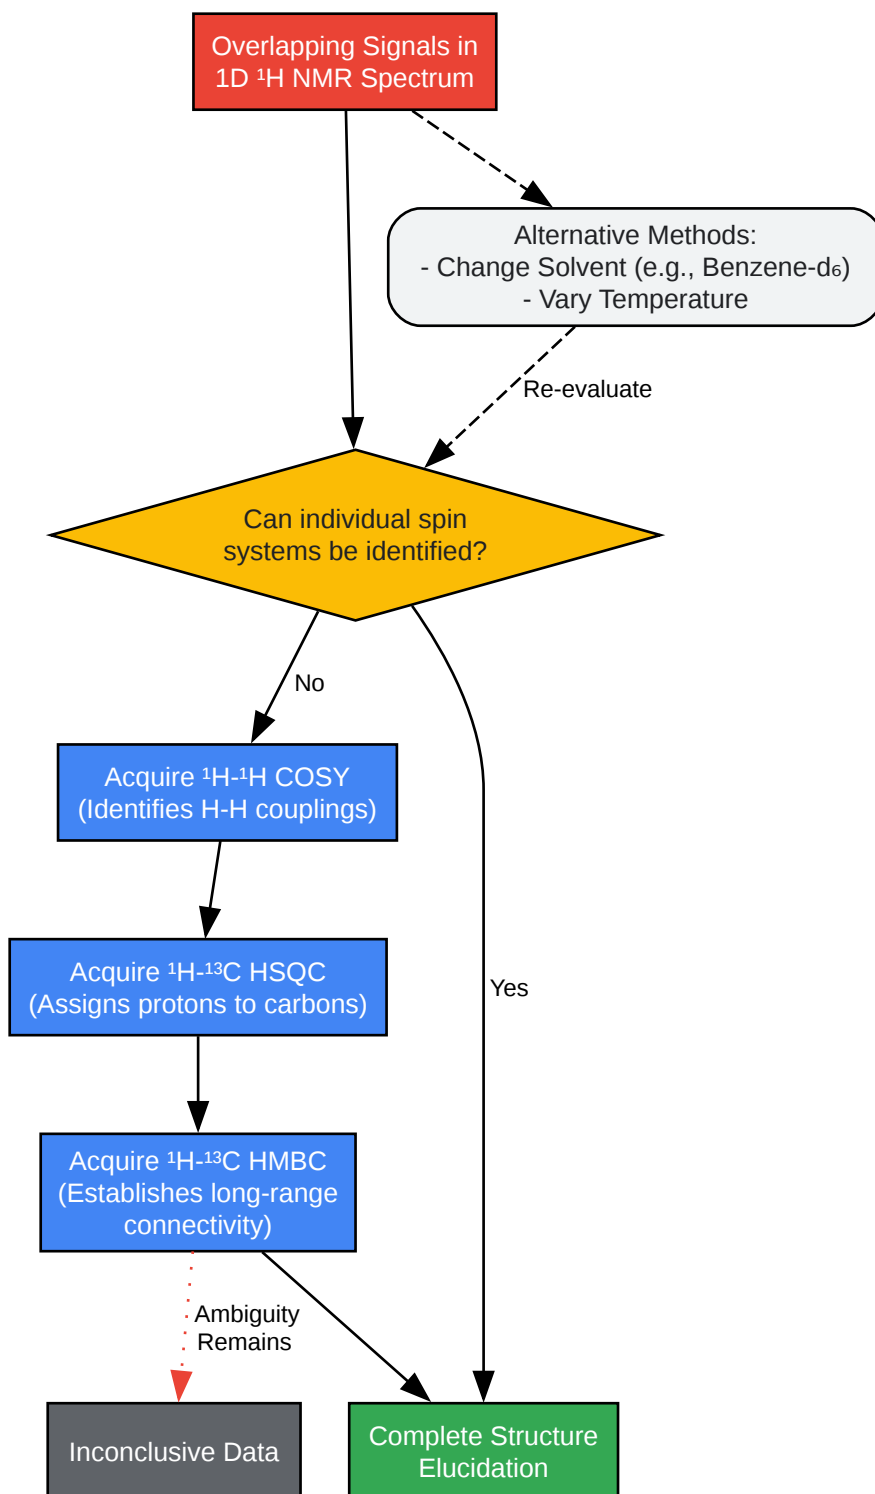 Overlapping Signals in
1D ¹H NMR Spectrum
Alternative Methods:
- Change Solvent (e.g., Benzene-d₆)
- Vary Temperature
Re-evaluate
Can individual spin
systems be identified?
No
Acquire ¹H-¹H COSY
(Identifies H-H couplings)
Acquire ¹H-¹³C HSQC
(Assigns protons to carbons)
Yes
Acquire ¹H-¹³C HMBC
(Establishes long-range
connectivity)
Ambiguity
Remains
Inconclusive Data
Complete Structure
Elucidation